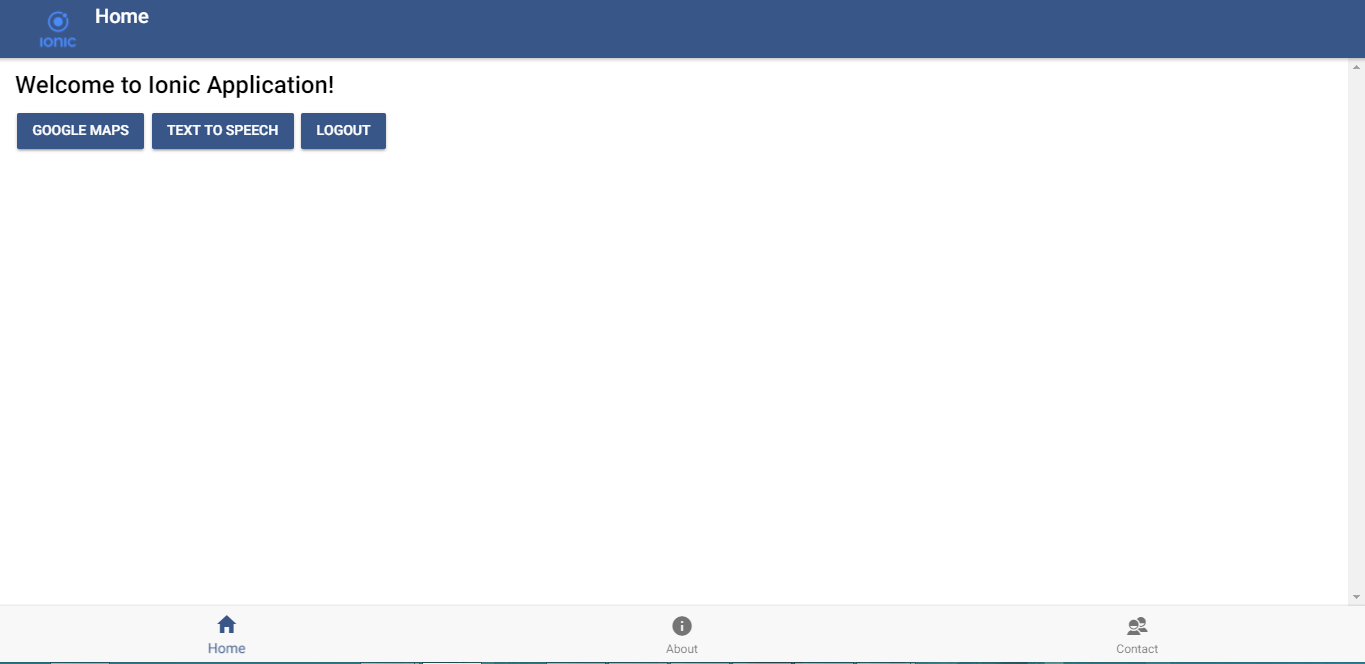 Home
IONIC
Welcome to Ionic Application!
GOOGLE MAPS TEXT TO SPEECH LOGOUT
Home About Contact